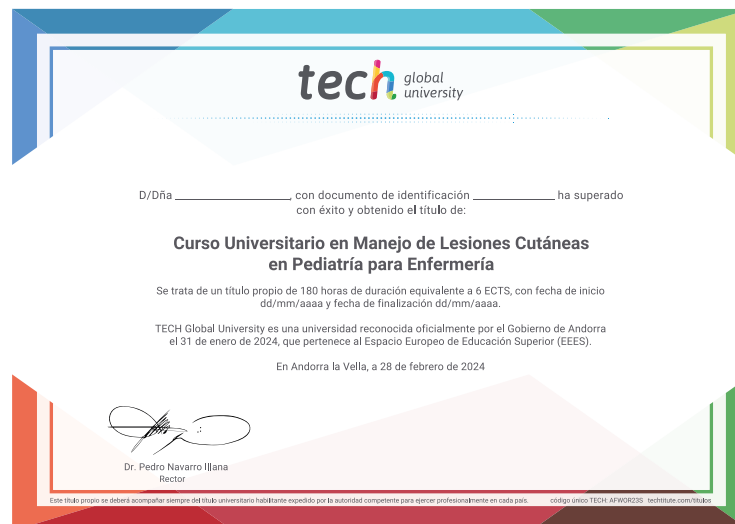 tech global university
D/Dña ______________, con documento de identificación ______________ ha superado
con éxito y obtenido el título de:
Curso Universitario en Manejo de Lesiones Cutáneas
en Pediatría para Enfermería
Se trata de un título propio de 180 horas de duración equivalente a 6 ECTS, con fecha de inicio
dd/mm/aaaa y fecha de finalización dd/mm/aaaa.
TECH Global University es una universidad reconocida oficialmente por el Gobierno de Andorra
el 31 de enero de 2024, que pertenece al Espacio Europeo de Educación Superior (EEES).
En Andorra la Vella, a 28 de febrero de 2024
Dr. Pedro Navarro Illana
Rector
Este título propio se deberá acompañar siempre del título universitario habilitante expedido por la autoridad competente para ejercer profesionalmente en cada país. código único TECH: AFWOR23S techtitute.com/titulos